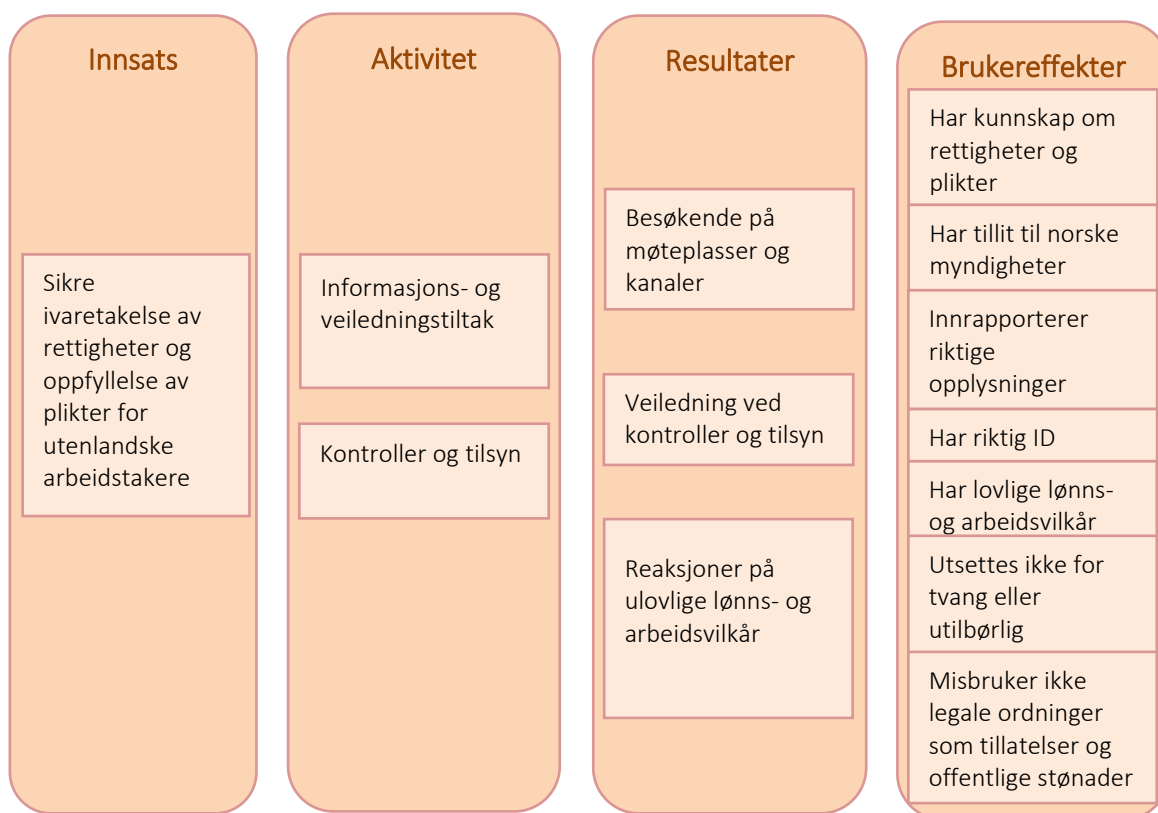 Innsats
Sikre
ivaretakelse av
rettigheter og
oppfyllelse av
plikter for
utenlandske
arbeidstakere
Aktivitet
Informasjons- og
veiledningstiltak
Kontroller og tilsyn
Resultater
Besøkende på
møteplasser og
kanaler
Veiledning ved
kontroller og tilsyn
Reaksjoner på
ulovlige lønns- og
arbeidsvilkår
Brukereffekter
Har kunnskap om
rettigheter og
plikter
Har tillit til norske
myndigheter
Innrapporterer
riktige
opplysninger
Har riktig ID
Har lovlige lønns-
og arbeidsvilkår
Utsettes ikke for
tvang eller
utilbørlig
Misbruker ikke
legale ordninger
som tillatelser og
offentlige stønader